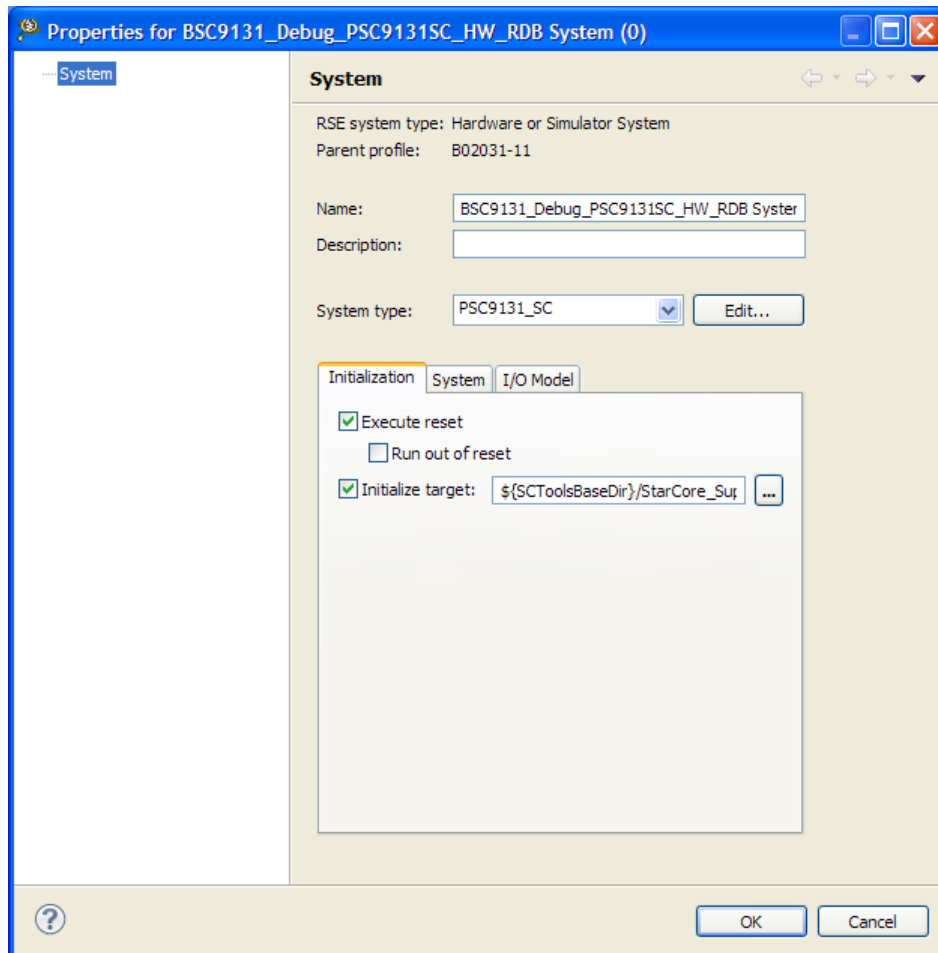 Properties for BSC9131_Debug_PSC9131SC_HW_RDB System (0)
System
System
RSE system type: Hardware or Simulator System
Parent profile: B02031-11
Name: BSC9131_Debug_PSC9131SC_HW_RDB Syster
Description:
System type: PSC9131_SC Edit...
Initialization System I/O Model
Execute reset
Run out of reset
Initialize target: ${SCToolsBaseDir}/StarCore_Sup ...
OK Cancel